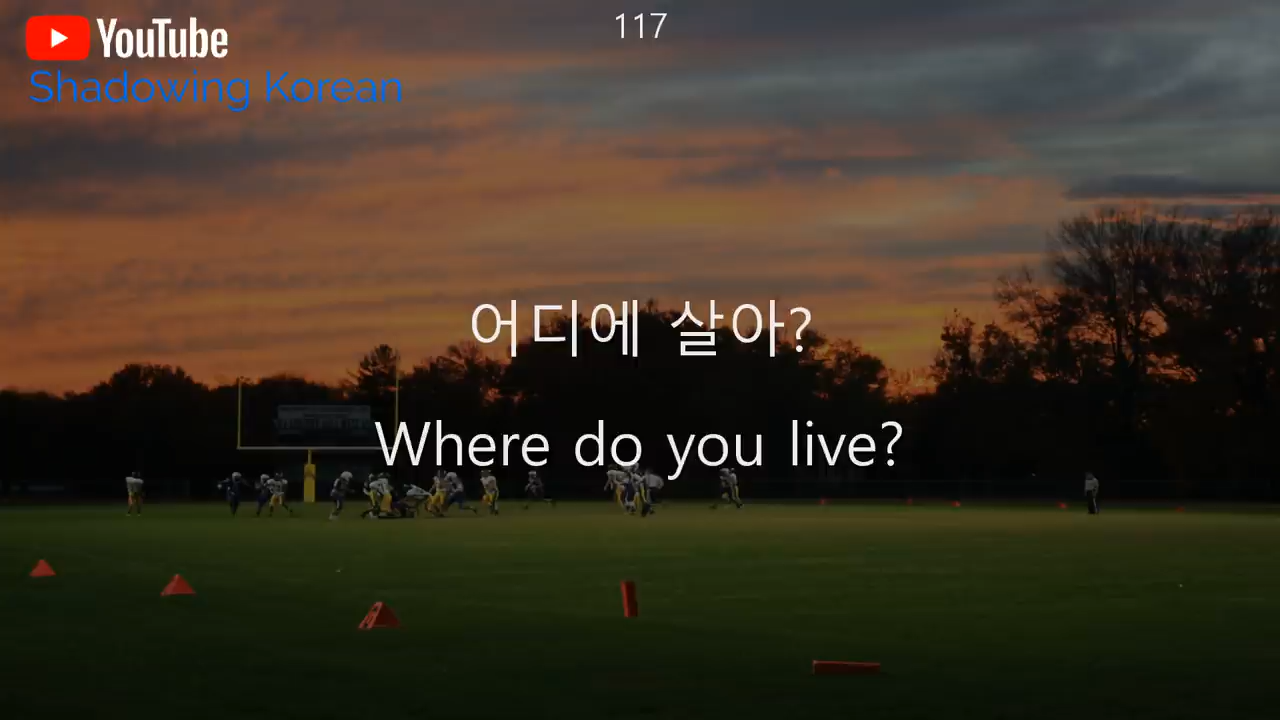 117
YouTube
Shadowing Korean
어디에 살아?
Where do you live?